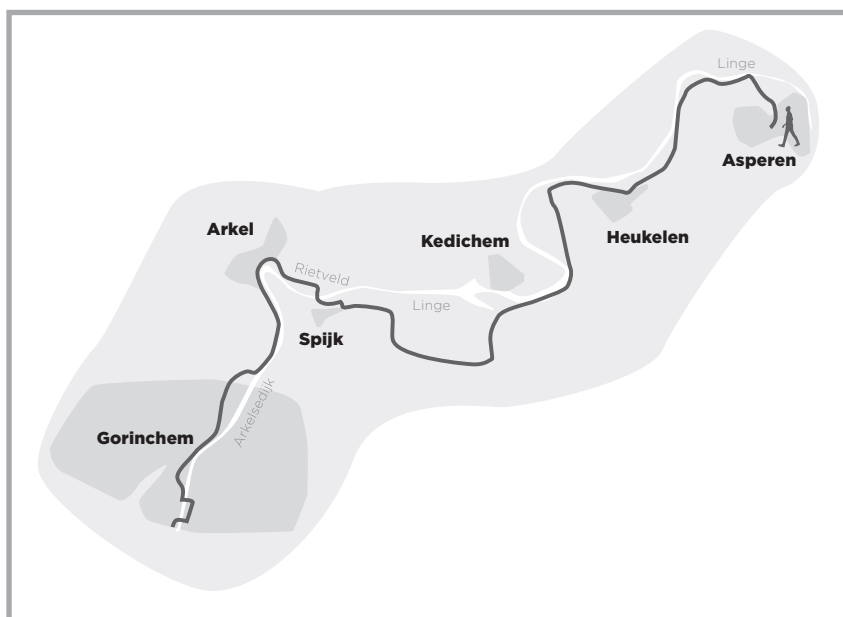 Linge
Asperen
Arkel
Kedichem
Heukelen
Rietveld
Linge
Spijk
Arkelsedijk
Gorinchem